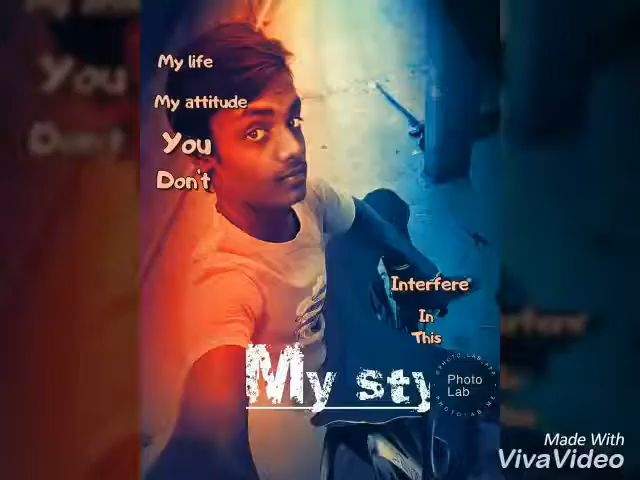 My life
My attitude
You
Don't
Interfere
In
This
My sty
Photo
Lab
Made With
VivaVideo